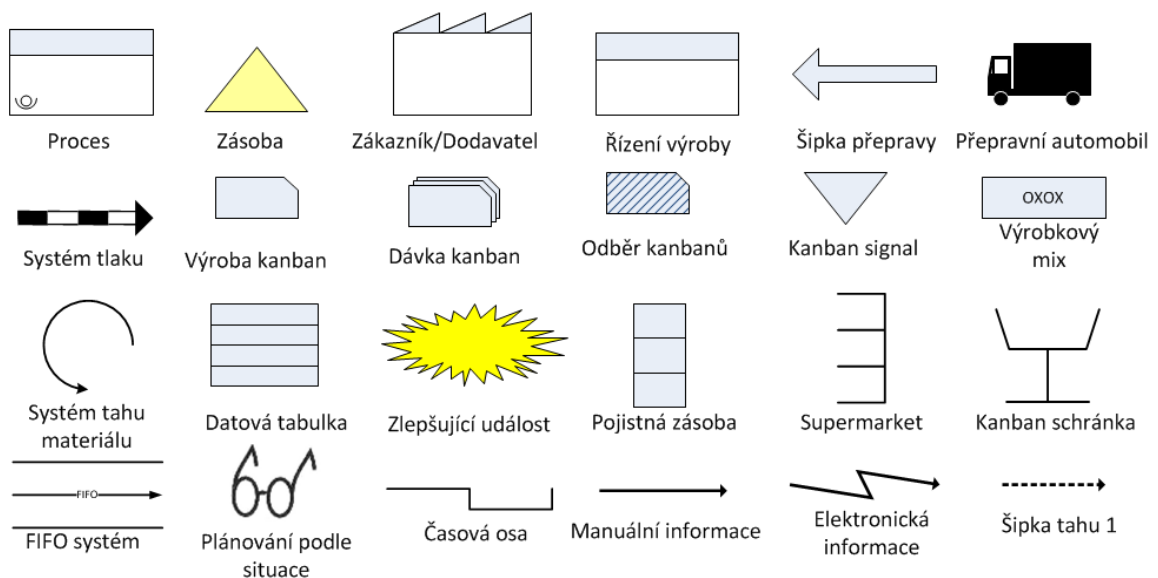 Proces
Zásoba
Zákazník/Dodavatel
Řízení výroby
Šipka přepravy
Přepravní automobil
Systém tlaku
Výroba kanban
Dávka kanban
Odběr kanbanů
Kanban signal
OXOX
Výrobkový
mix
Systém tahu
materiálu
Datová tabulka
Zlepšující událost
Pojistná zásoba
Supermarket
Kanban schránka
FIFO
FIFO systém
Plánování podle
situace
Časová osa
Manuální informace
Elektronická
informace
Šipka tahu 1